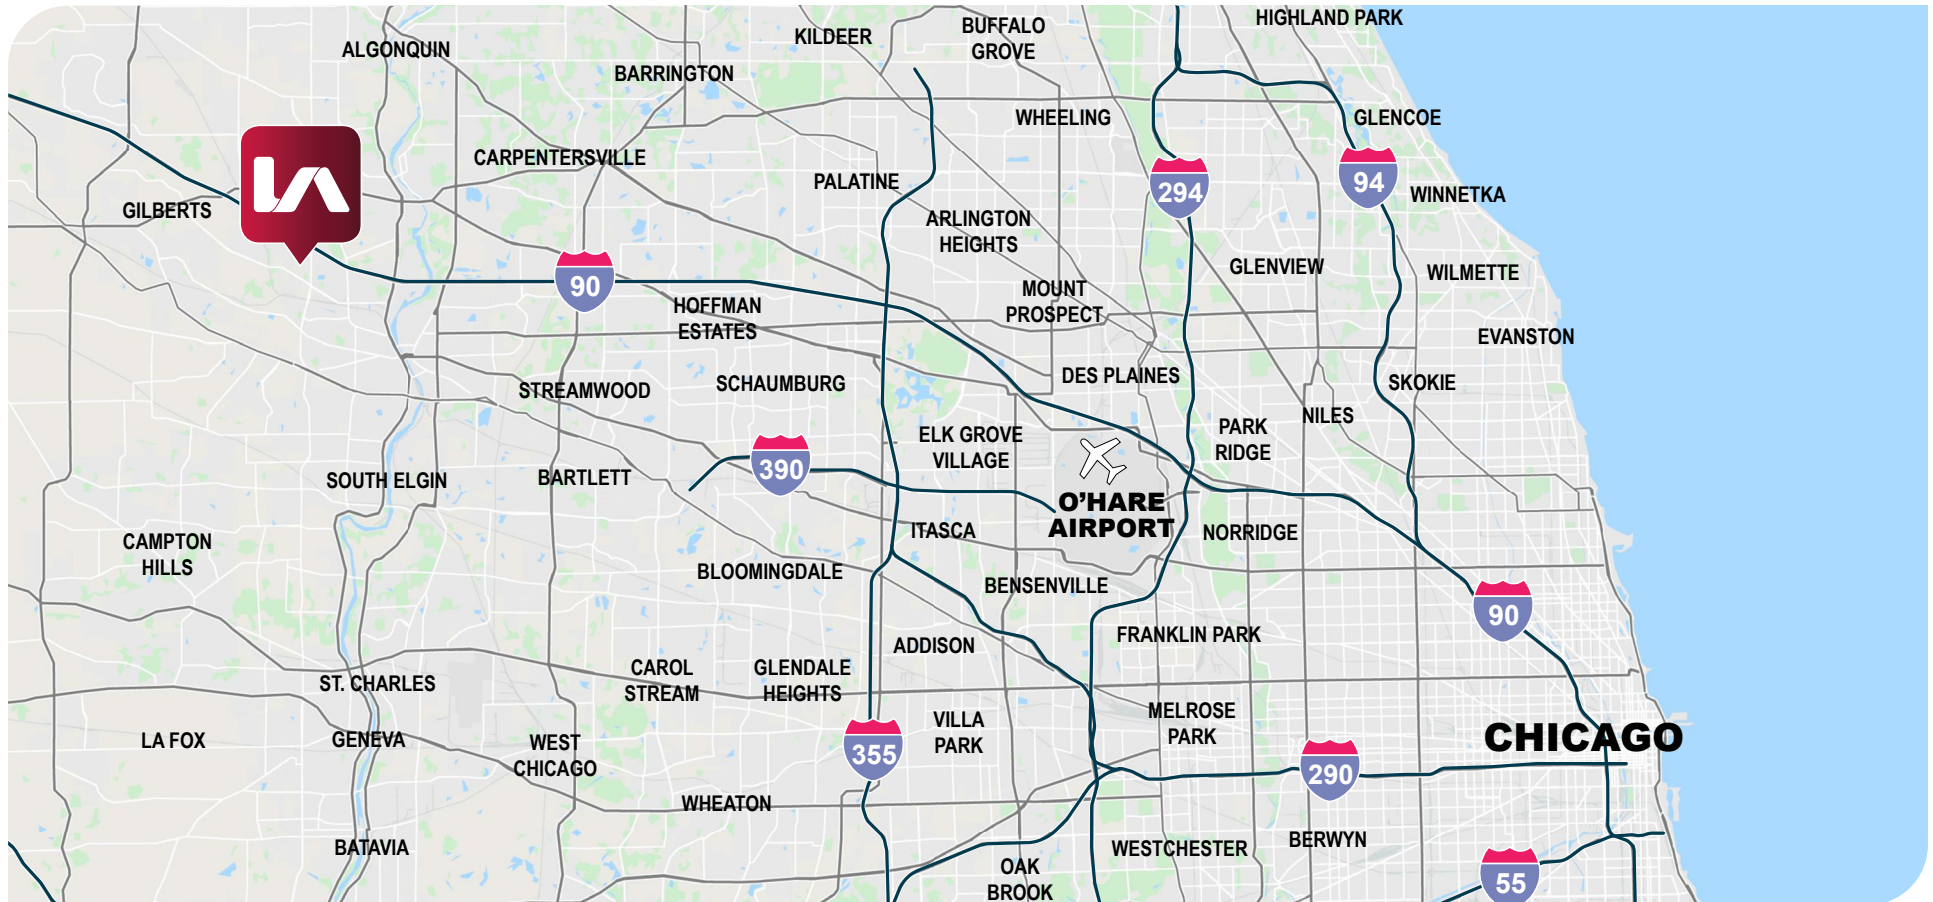 HIGHLAND PARK
BUFFALO
GROVE
KILDEER
ALGONQUIN
BARRINGTON
WHEELING
GLENCOE
CARPENTERSVILLE
PALATINE
294
94
WINNETKA
LA
GILBERTS
ARLINGTON
HEIGHTS
GLENVIEW
WILMETTE
90
MOUNT
PROSPECT
HOFFMAN
ESTATES
EVANSTON
DES PLAINES
SCHAUMBURG
STREAMWOOD
SKOKIE
NILES
PARK
RIDGE
ELK GROVE
VILLAGE
390
SOUTH ELGIN
BARTLETT
O'HARE
AIRPORT
ITASCA
NORRIDGE
CAMPTON
HILLS
BLOOMINGDALE
BENSENVILLE
90
FRANKLIN PARK
ADDISON
CAROL
STREAM
GLENDALE
HEIGHTS
ST. CHARLES
MELROSE
PARK
VILLA
PARK
CHICAGO
LA FOX
GENEVA
WEST
CHICAGO
355
290
WHEATON
BERWYN
BATAVIA
WESTCHESTER
OAK
BROOK
55